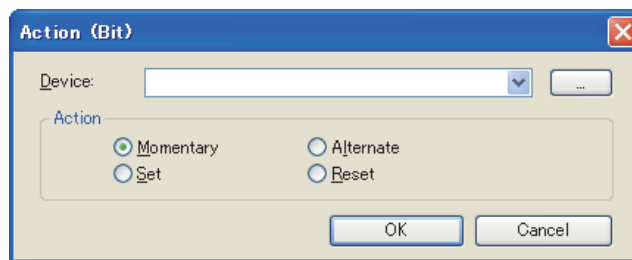 Action (Bit)
Device:
...
Action
Momentary
Alternate
Set
Reset
OK
Cancel